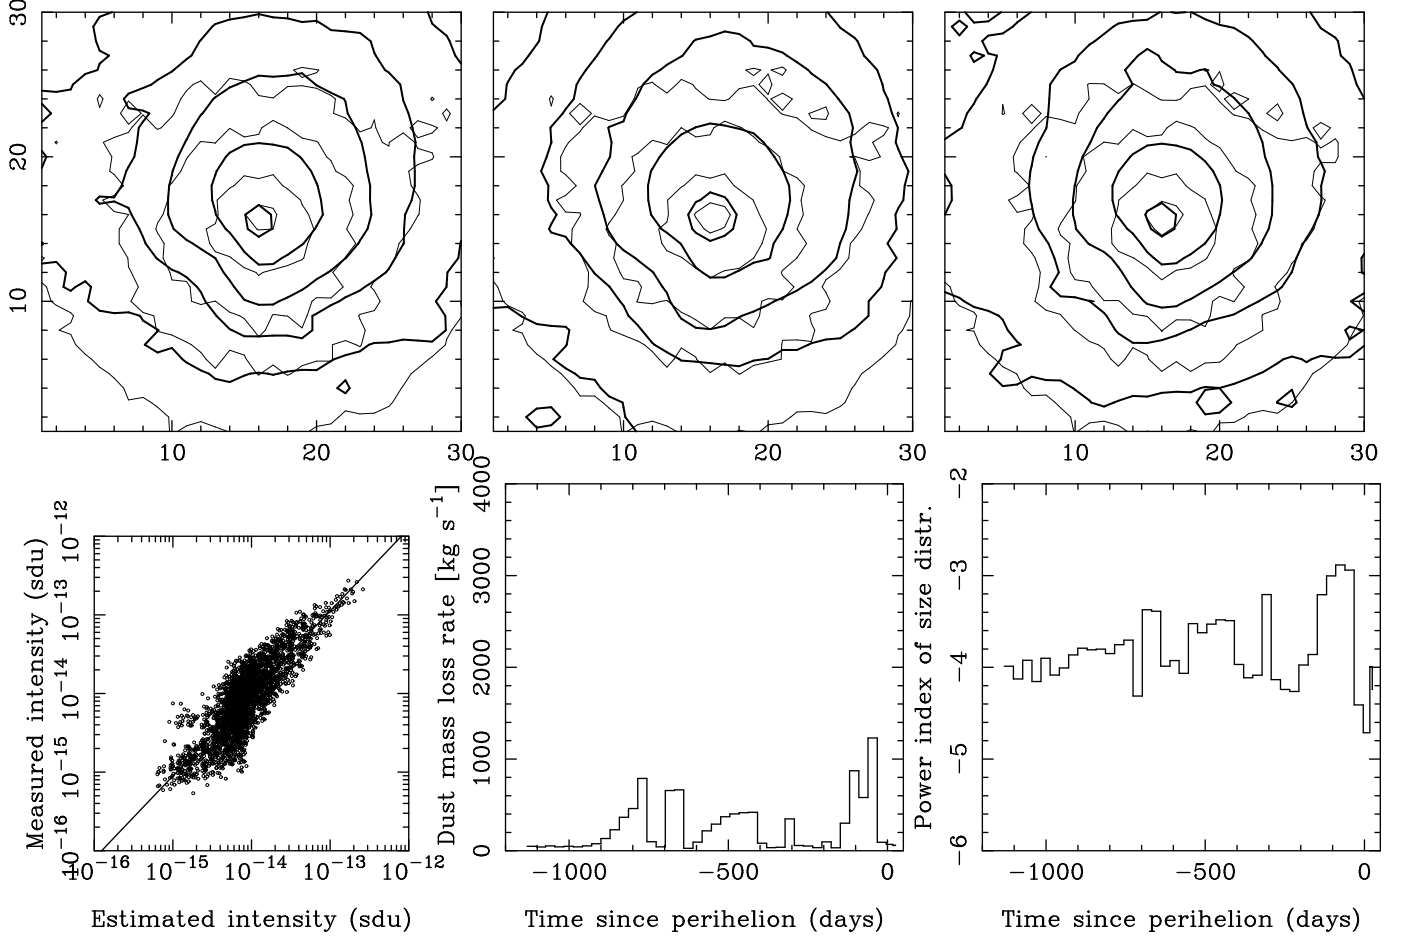 30
20
10
10 20 30
10 20 30
10 20 30
Measured intensity (sdu)
10⁻¹²
10⁻¹³
10⁻¹⁴
10⁻¹⁵
10⁻¹⁶
10⁻¹⁶ 10⁻¹⁵ 10⁻¹⁴ 10⁻¹³ 10⁻¹²
Estimated intensity (sdu)
Dust mass loss rate [kg s⁻¹]
4000
3000
2000
1000
0
−1000 −500 0
Time since perihelion (days)
Power index of size distr.
−2
−3
−4
−5
−6
−1000 −500 0
Time since perihelion (days)